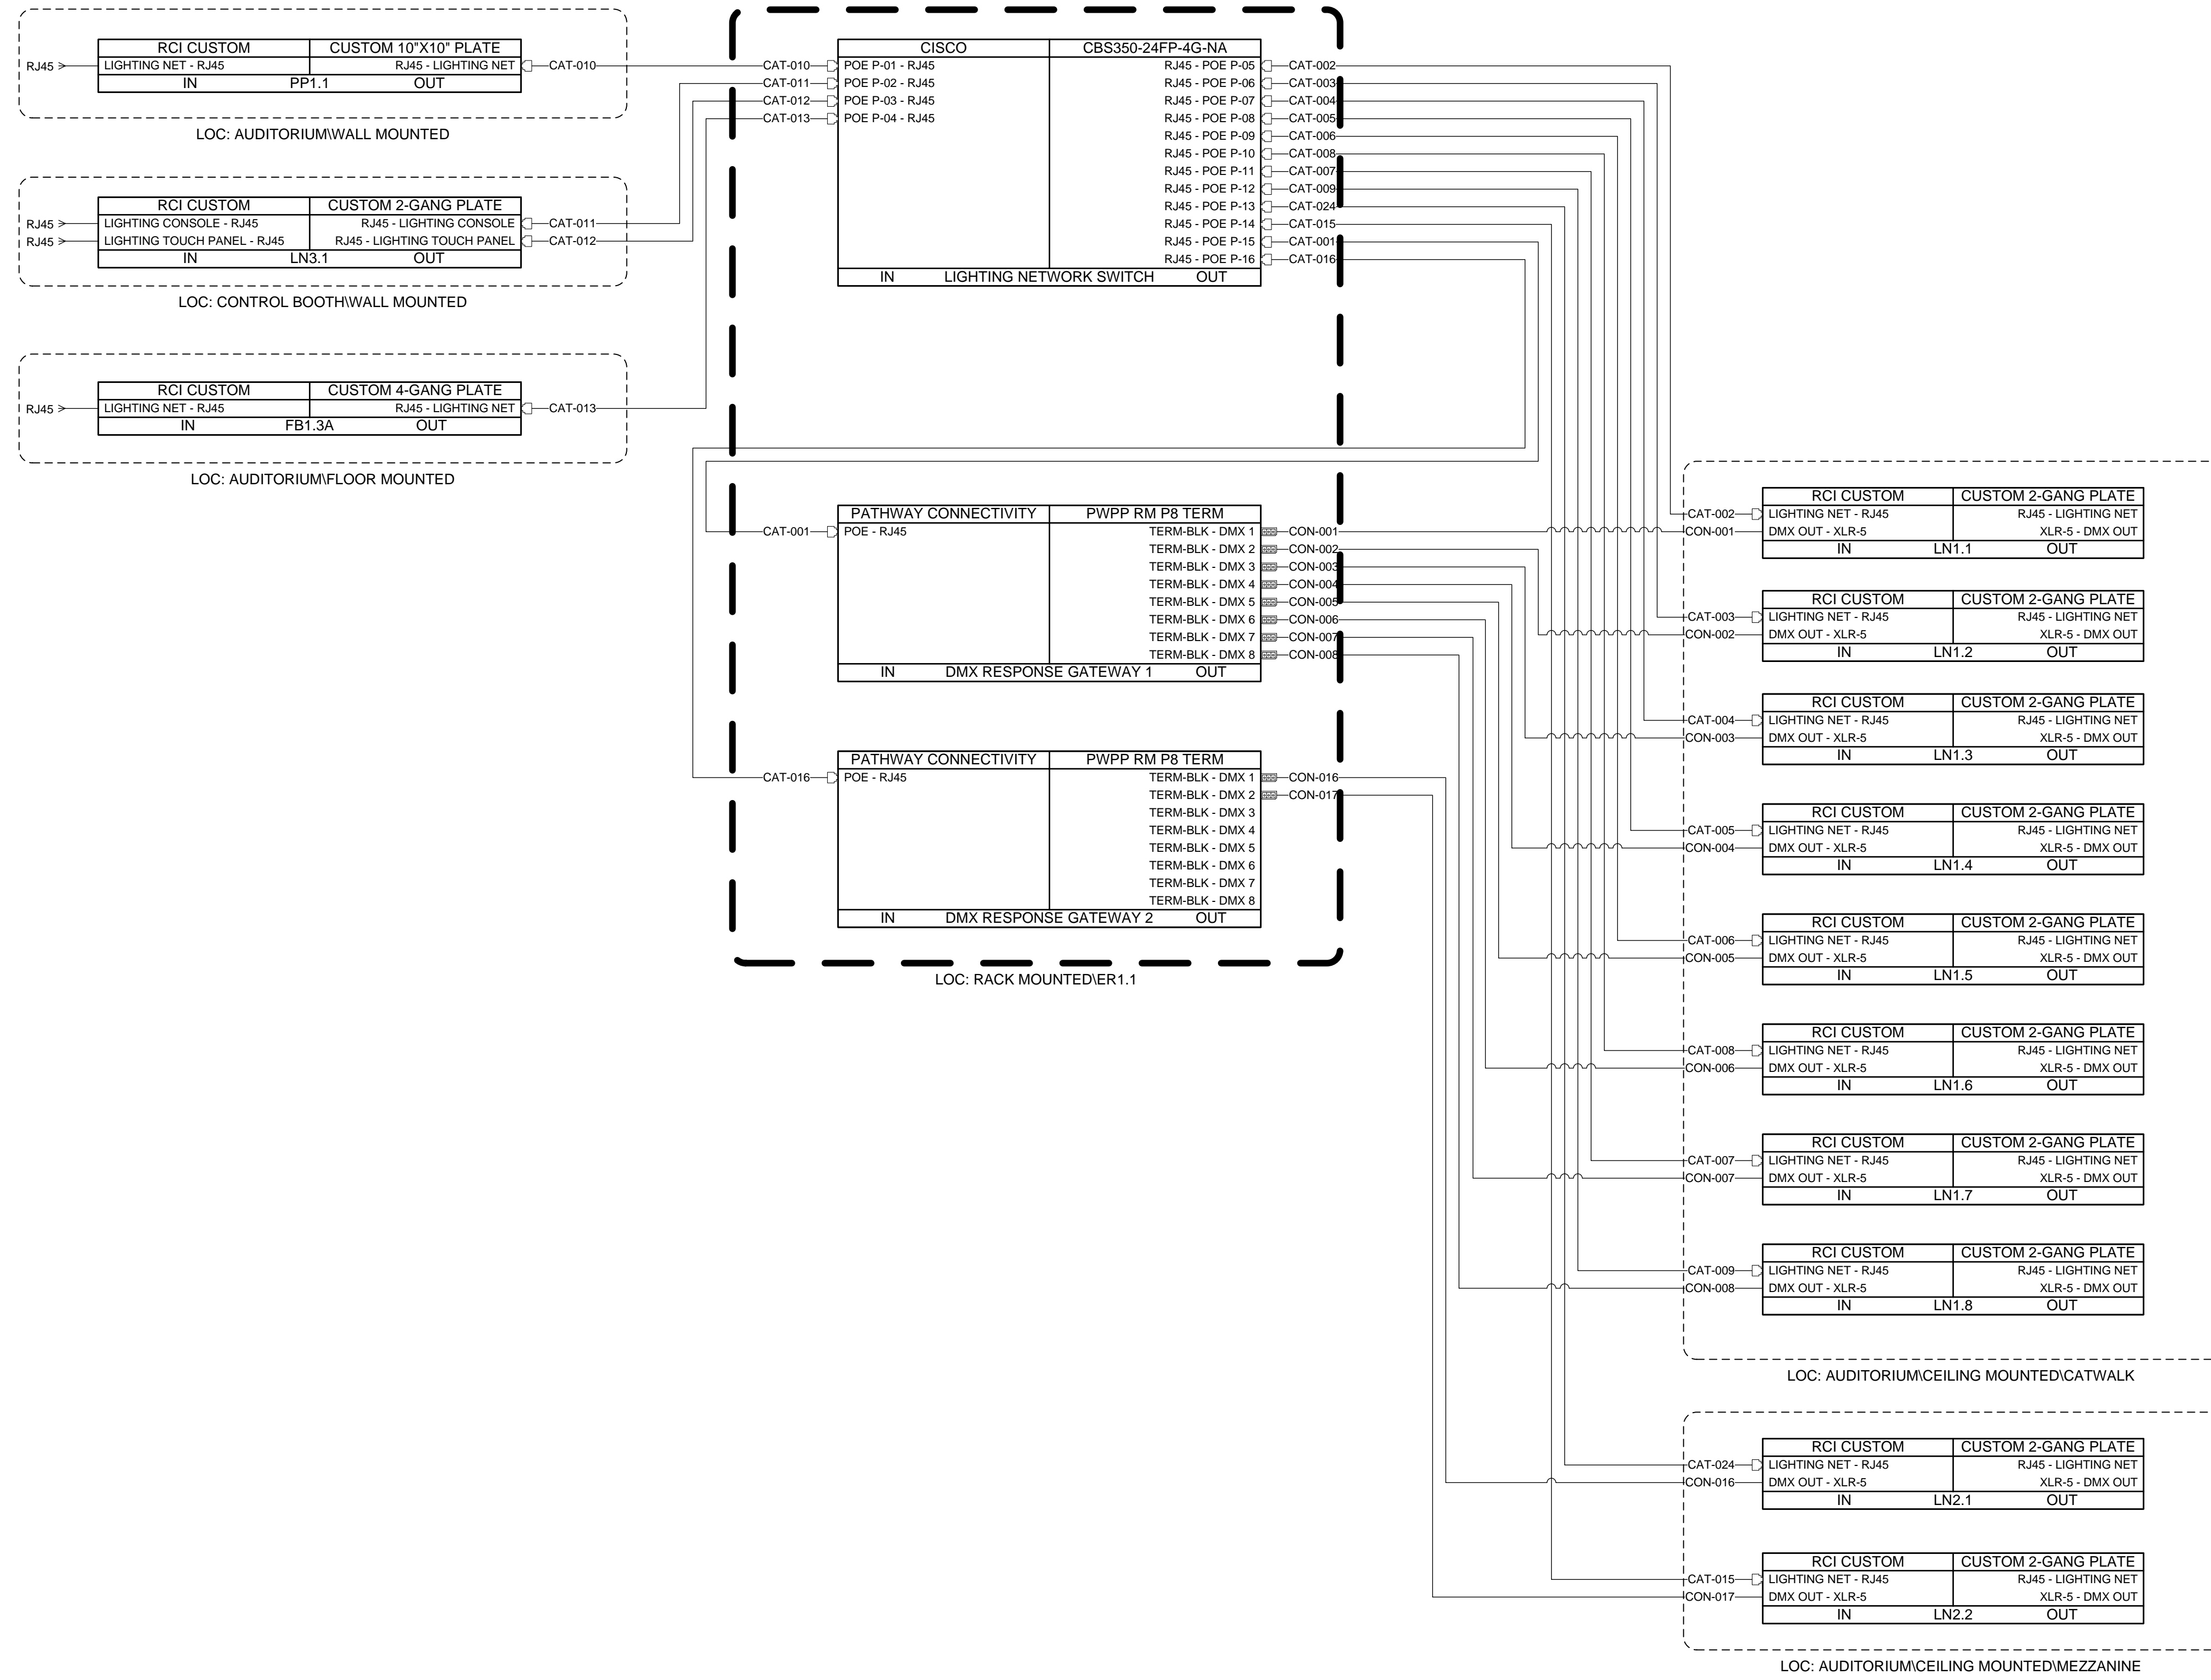 RCI CUSTOM CUSTOM 10"X10" PLATE
RJ45 LIGHTING NET - RJ45 RJ45 - LIGHTING NET CAT-010
IN PP1.1 OUT
LOC: AUDITORIUM\WALL MOUNTED
RCI CUSTOM CUSTOM 2-GANG PLATE
RJ45 LIGHTING CONSOLE - RJ45 RJ45 - LIGHTING CONSOLE CAT-011
RJ45 LIGHTING TOUCH PANEL - RJ45 RJ45 - LIGHTING TOUCH PANEL CAT-012
IN LN3.1 OUT
LOC: CONTROL BOOTH\WALL MOUNTED
RCI CUSTOM CUSTOM 4-GANG PLATE
RJ45 LIGHTING NET - RJ45 RJ45 - LIGHTING NET CAT-013
IN FB1.3A OUT
LOC: AUDITORIUM\FLOOR MOUNTED
CISCO CBS350-24FP-4G-NA
CAT-010 POE P-01 - RJ45 RJ45 - POE P-05 CAT-002
CAT-011 POE P-02 - RJ45 RJ45 - POE P-06 CAT-003
CAT-012 POE P-03 - RJ45 RJ45 - POE P-07 CAT-004
CAT-013 POE P-04 - RJ45 RJ45 - POE P-08 CAT-005
RJ45 - POE P-09 CAT-006
RJ45 - POE P-10 CAT-008
RJ45 - POE P-11 CAT-007
RJ45 - POE P-12 CAT-009
RJ45 - POE P-13 CAT-024
RJ45 - POE P-14 CAT-015
RJ45 - POE P-15 CAT-001
RJ45 - POE P-16 CAT-016
IN LIGHTING NETWORK SWITCH OUT
PATHWAY CONNECTIVITY PWPP RM P8 TERM
CAT-001 POE - RJ45 TERM-BLK - DMX 1 CON-001
TERM-BLK - DMX 2 CON-002
TERM-BLK - DMX 3 CON-003
TERM-BLK - DMX 4 CON-004
TERM-BLK - DMX 5 CON-005
TERM-BLK - DMX 6 CON-006
TERM-BLK - DMX 7 CON-007
TERM-BLK - DMX 8 CON-008
IN DMX RESPONSE GATEWAY 1 OUT
PATHWAY CONNECTIVITY PWPP RM P8 TERM
CAT-016 POE - RJ45 TERM-BLK - DMX 1 CON-016
TERM-BLK - DMX 2 CON-017
TERM-BLK - DMX 3
TERM-BLK - DMX 4
TERM-BLK - DMX 5
TERM-BLK - DMX 6
TERM-BLK - DMX 7
TERM-BLK - DMX 8
IN DMX RESPONSE GATEWAY 2 OUT
LOC: RACK MOUNTED\ER1.1
RCI CUSTOM CUSTOM 2-GANG PLATE
CAT-002 LIGHTING NET - RJ45 RJ45 - LIGHTING NET
CON-001 DMX OUT - XLR-5 XLR-5 - DMX OUT
IN LN1.1 OUT
RCI CUSTOM CUSTOM 2-GANG PLATE
CAT-003 LIGHTING NET - RJ45 RJ45 - LIGHTING NET
CON-002 DMX OUT - XLR-5 XLR-5 - DMX OUT
IN LN1.2 OUT
RCI CUSTOM CUSTOM 2-GANG PLATE
CAT-004 LIGHTING NET - RJ45 RJ45 - LIGHTING NET
CON-003 DMX OUT - XLR-5 XLR-5 - DMX OUT
IN LN1.3 OUT
RCI CUSTOM CUSTOM 2-GANG PLATE
CAT-005 LIGHTING NET - RJ45 RJ45 - LIGHTING NET
CON-004 DMX OUT - XLR-5 XLR-5 - DMX OUT
IN LN1.4 OUT
RCI CUSTOM CUSTOM 2-GANG PLATE
CAT-006 LIGHTING NET - RJ45 RJ45 - LIGHTING NET
CON-005 DMX OUT - XLR-5 XLR-5 - DMX OUT
IN LN1.5 OUT
RCI CUSTOM CUSTOM 2-GANG PLATE
CAT-008 LIGHTING NET - RJ45 RJ45 - LIGHTING NET
CON-006 DMX OUT - XLR-5 XLR-5 - DMX OUT
IN LN1.6 OUT
RCI CUSTOM CUSTOM 2-GANG PLATE
CAT-007 LIGHTING NET - RJ45 RJ45 - LIGHTING NET
CON-007 DMX OUT - XLR-5 XLR-5 - DMX OUT
IN LN1.7 OUT
RCI CUSTOM CUSTOM 2-GANG PLATE
CAT-009 LIGHTING NET - RJ45 RJ45 - LIGHTING NET
CON-008 DMX OUT - XLR-5 XLR-5 - DMX OUT
IN LN1.8 OUT
LOC: AUDITORIUM\CEILING MOUNTED\CATWALK
RCI CUSTOM CUSTOM 2-GANG PLATE
CAT-024 LIGHTING NET - RJ45 RJ45 - LIGHTING NET
CON-016 DMX OUT - XLR-5 XLR-5 - DMX OUT
IN LN2.1 OUT
RCI CUSTOM CUSTOM 2-GANG PLATE
CAT-015 LIGHTING NET - RJ45 RJ45 - LIGHTING NET
CON-017 DMX OUT - XLR-5 XLR-5 - DMX OUT
IN LN2.2 OUT
LOC: AUDITORIUM\CEILING MOUNTED\MEZZANINE